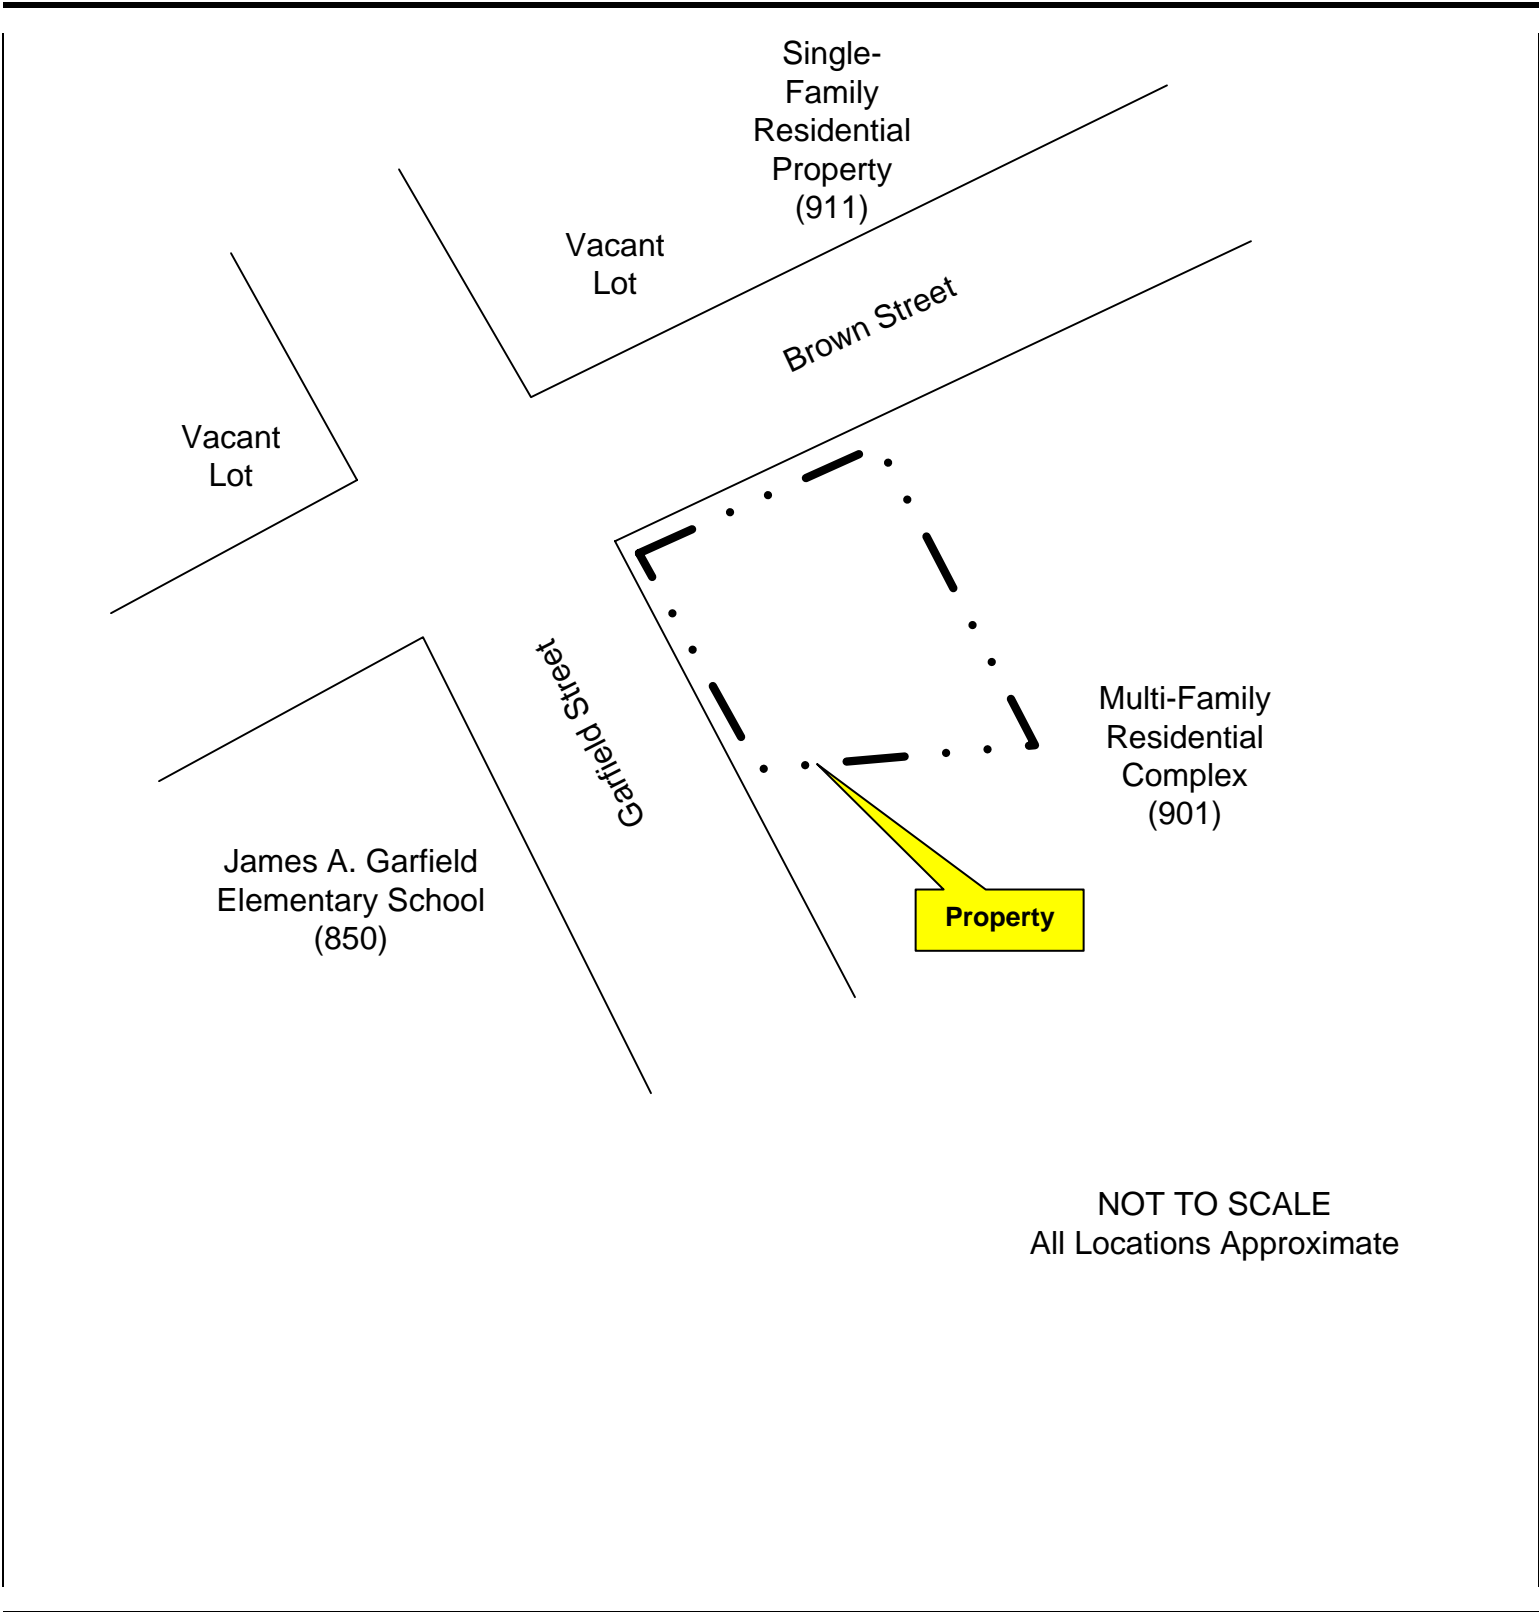 Single-
Family
Residential
Property
(911)
Vacant
Lot
Brown Street
Vacant
Lot
Garfield Street
Multi-Family
Residential
Complex
(901)
James A. Garfield
Elementary School
(850)
Property
NOT TO SCALE
All Locations Approximate